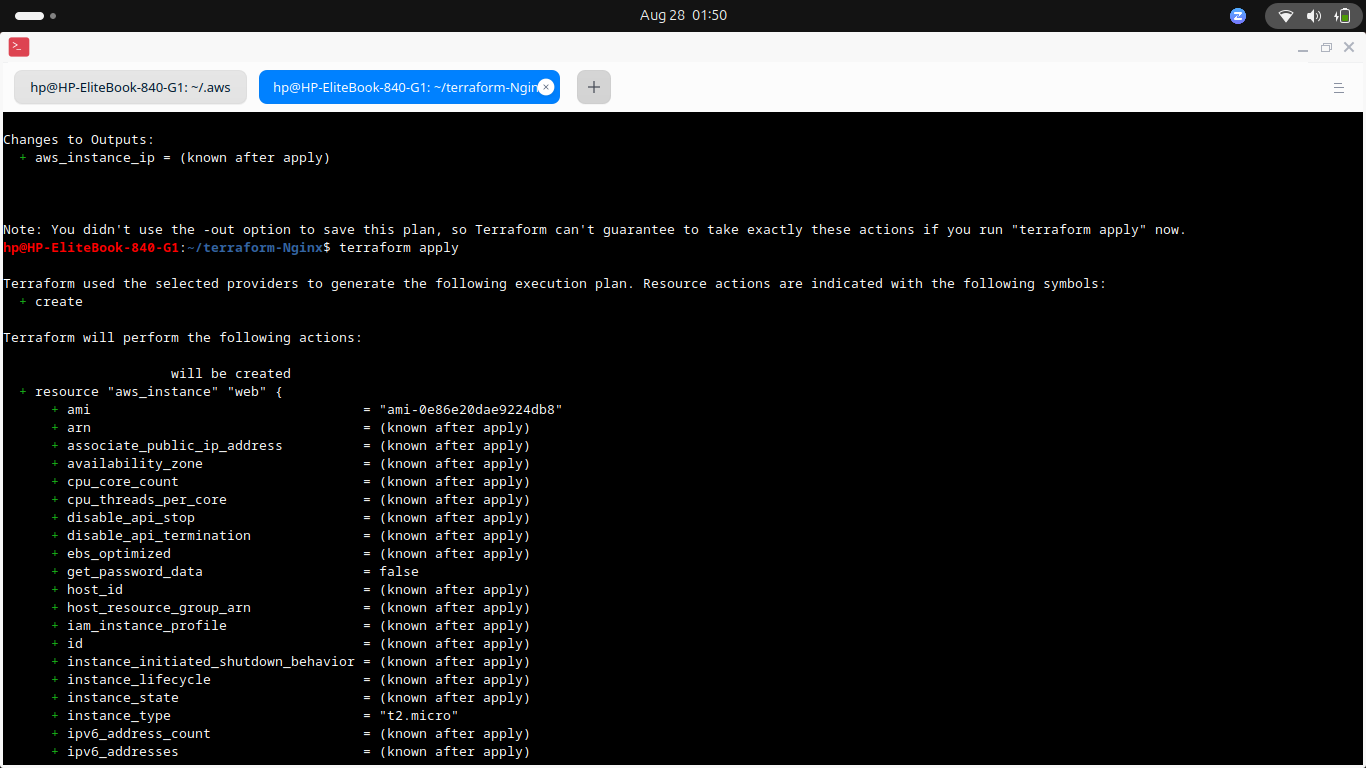 Aug 28 01:50
hp@HP-EliteBook-840-G1: ~/.aws
hp@HP-EliteBook-840-G1: ~/terraform-Ngin
Changes to Outputs:
+ aws_instance_ip = (known after apply)
Note: You didn't use the -out option to save this plan, so Terraform can't guarantee to take exactly these actions if you run "terraform apply" now.
hp@HP-EliteBook-840-G1:~/terraform-Nginx$ terraform apply
Terraform used the selected providers to generate the following execution plan. Resource actions are indicated with the following symbols:
+ create
Terraform will perform the following actions:
will be created
+ resource "aws_instance" "web" {
+ ami = "ami-0e86e20dae9224db8"
+ arn = (known after apply)
+ associate_public_ip_address = (known after apply)
+ availability_zone = (known after apply)
+ cpu_core_count = (known after apply)
+ cpu_threads_per_core = (known after apply)
+ disable_api_stop = (known after apply)
+ disable_api_termination = (known after apply)
+ ebs_optimized = (known after apply)
+ get_password_data = false
+ host_id = (known after apply)
+ host_resource_group_arn = (known after apply)
+ iam_instance_profile = (known after apply)
+ id = (known after apply)
+ instance_initiated_shutdown_behavior = (known after apply)
+ instance_lifecycle = (known after apply)
+ instance_state = (known after apply)
+ instance_type = "t2.micro"
+ ipv6_address_count = (known after apply)
+ ipv6_addresses = (known after apply)